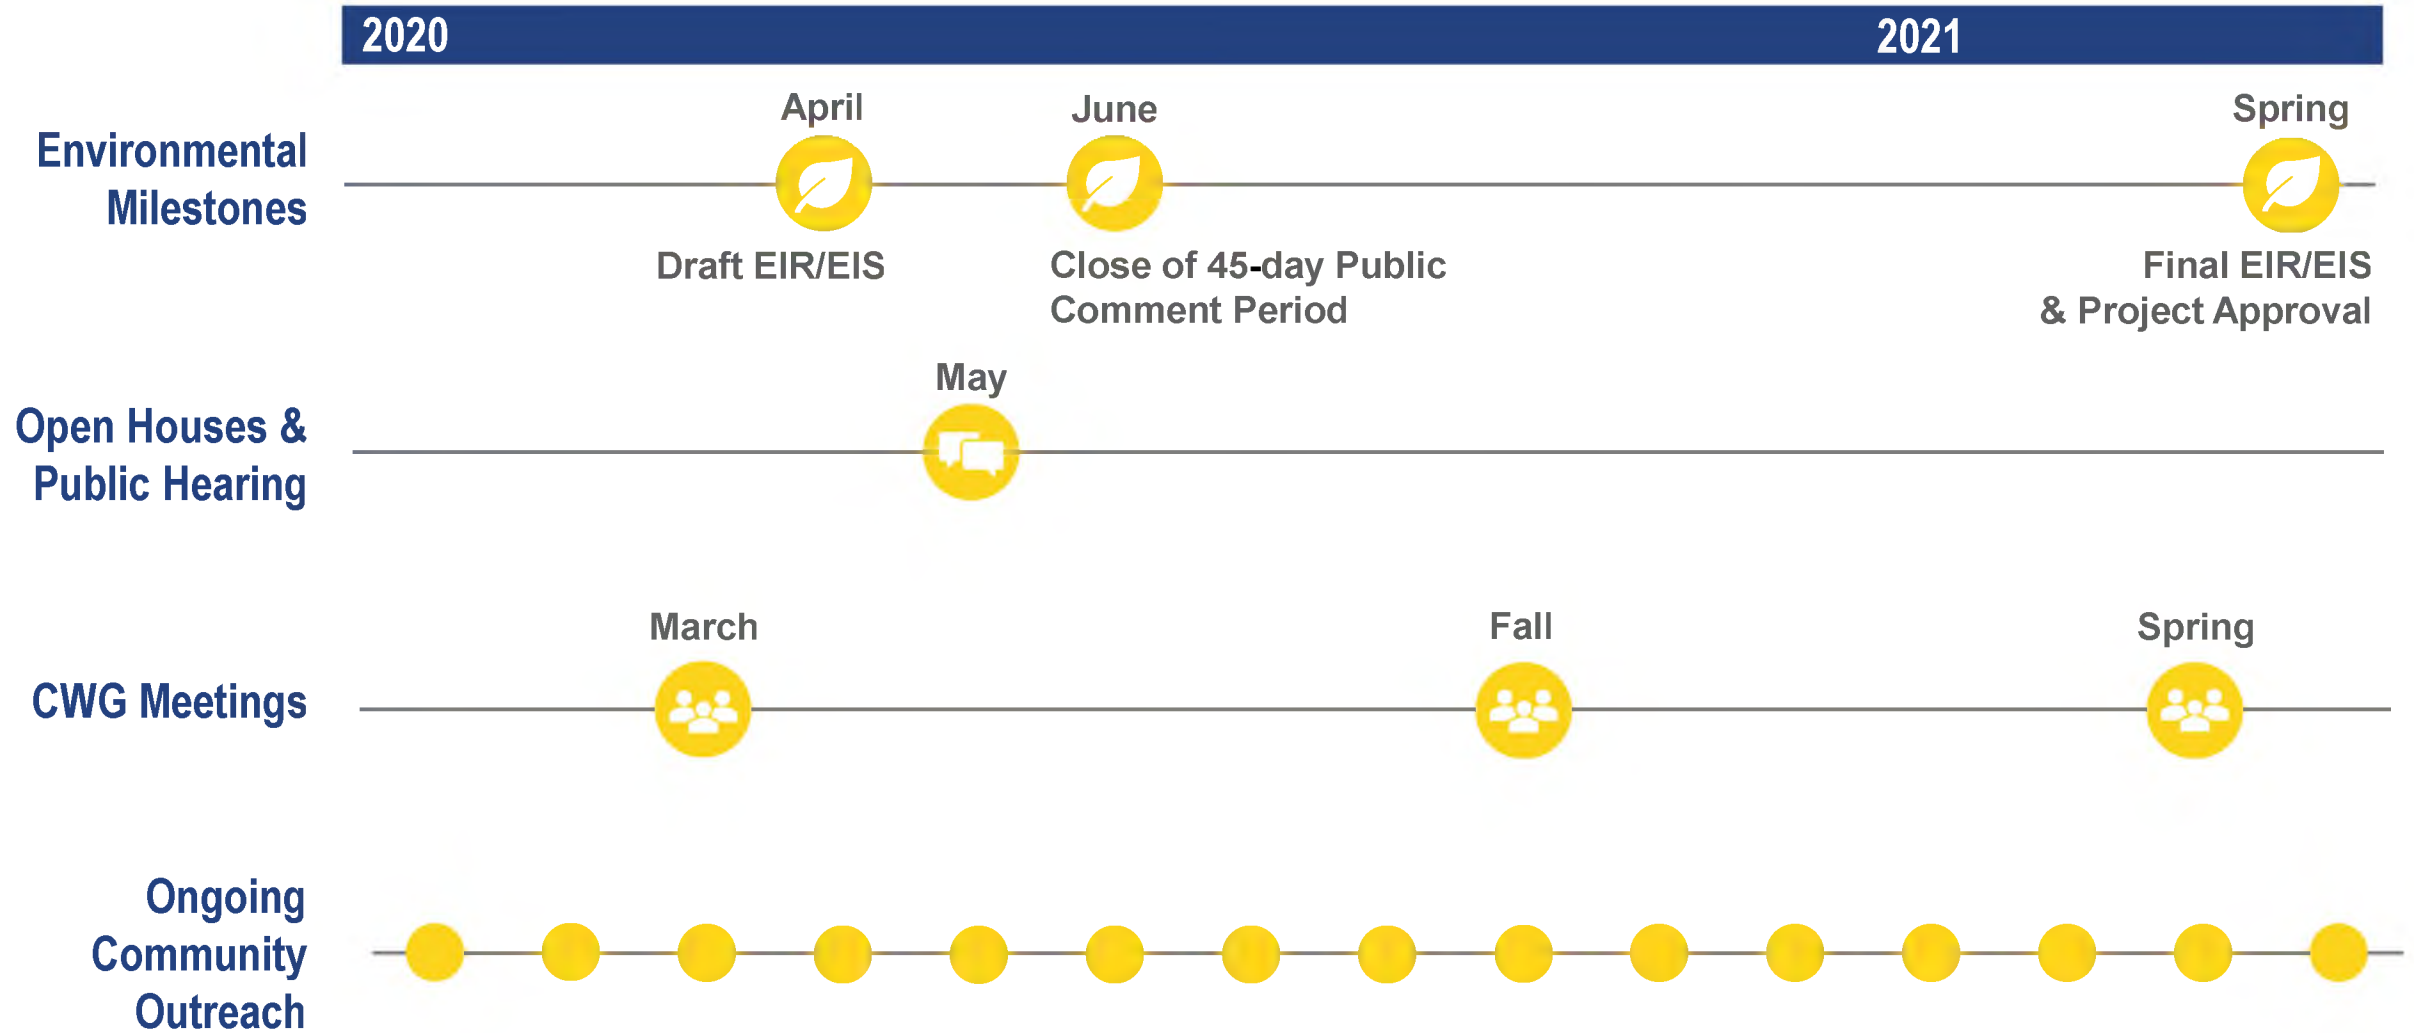 2020 2021
April June Spring
Environmental
Milestones
Draft EIR/EIS
Close of 45-day Public
Comment Period
Final EIR/EIS
& Project Approval
May
Open Houses &
Public Hearing
March Fall Spring
CWG Meetings
Ongoing
Community
Outreach